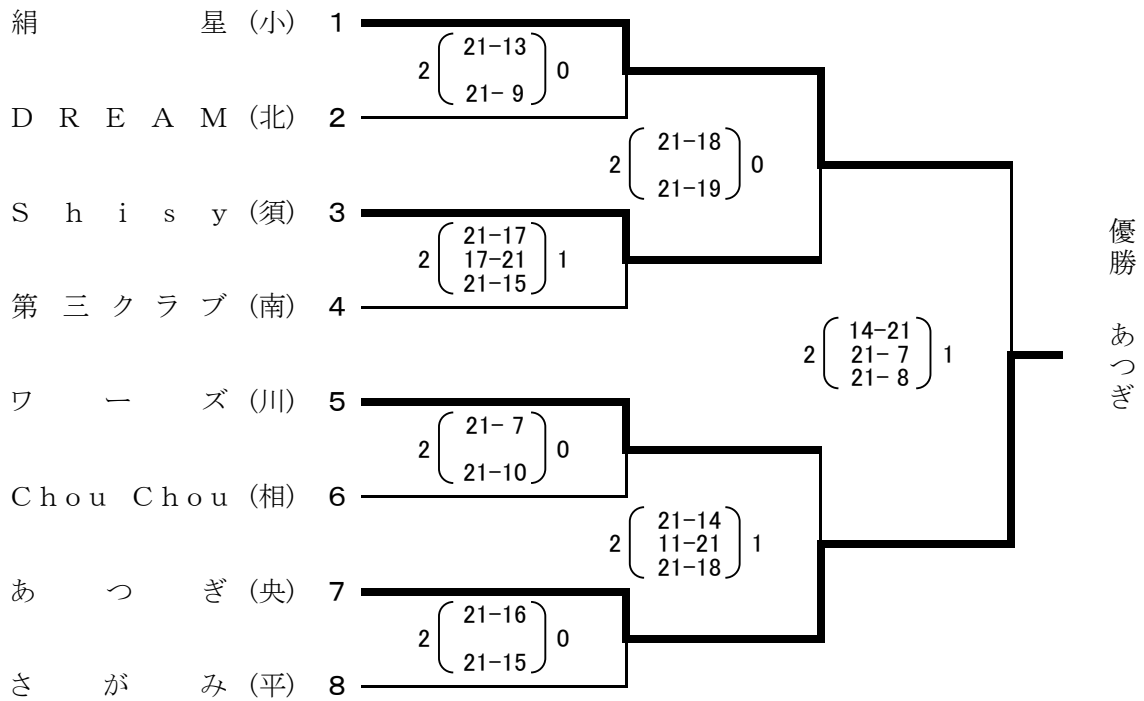 絹星（小） 1
2 21-13 0
21- 9
ＤＲＥＡＭ（北） 2
2 21-18 0
21-19
Ｓｈｉｓｙ（須） 3
21-17
2 17-21 1
21-15
第三クラブ（南） 4
14-21
2 21- 7 1
21- 8
優勝 あつぎ
ワーズ（川） 5
2 21- 7 0
21-10
Ｃｈｏｕ Ｃｈｏｕ（相） 6
21-14
2 11-21 1
21-18
あつぎ（央） 7
2 21-16 0
21-15
さがみ（平） 8